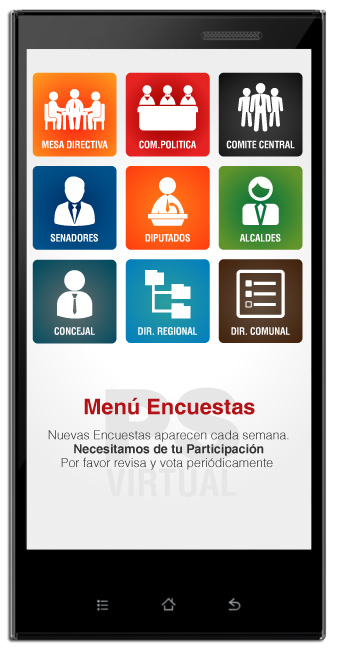 MESA DIRECTIVA
COM.POLITICA
COMITE CENTRAL
SENADORES
DIPUTADOS
ALCALDES
CONCEJAL
DIR. REGIONAL
DIR. COMUNAL
PS
Menú Encuestas
Nuevas Encuestas aparecen cada semana.
Necesitamos de tu Participación
Por favor revisa y vota periódicamente
VIRTUAL